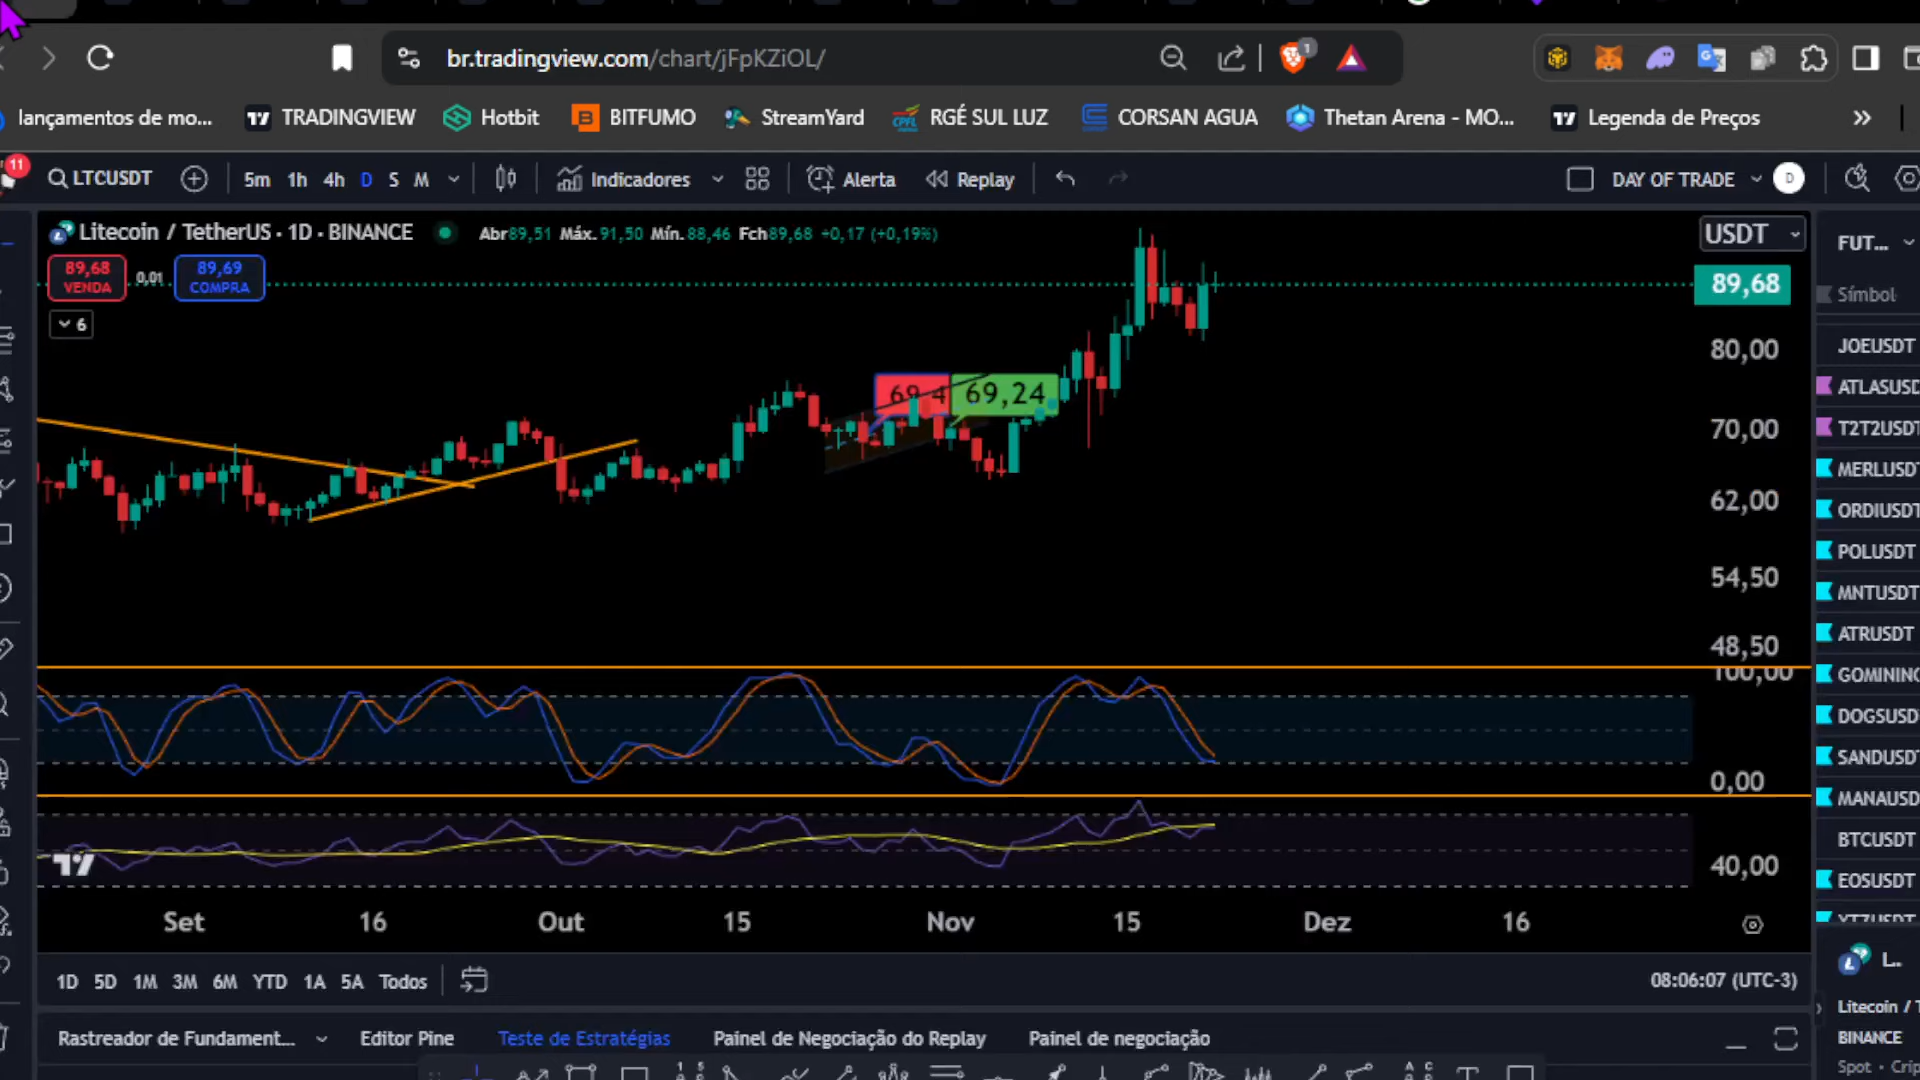 br.tradingview.com/chart/jFpKZiOL/
1
lançamentos de mo...
TRADINGVIEW
Hotbit
BITFUMO
StreamYard
RGÉ SUL LUZ
CORSAN AGUA
Thetan Arena - MO...
Legenda de Preços
11
LTCUSDT
5m 1h 4h D S M
Indicadores
Alerta
Replay
DAY OF TRADE
D
Litecoin / TetherUS · 1D · BINANCE
Abr89,51 Máx.91,50 Mín.88,46 Fch89,68 +0,17 (+0,19%)
USDT
FUT...
89,68
VENDA
0,01
89,69
COMPRA
89,68
Símbol
6
JOEUSDT
80,00
ATLASUSD
69,4
69,24
70,00
T2T2USDT
MERLUSDT
62,00
ORDIUSDT
POLUSDT
54,50
MNTUSDT
ATRUSDT
48,50
100,00
GOMINING
DOGSUSD
SANDUSDT
0,00
MANAUSD
BTCUSDT
40,00
EOSUSDT
Set 16 Out 15 Nov 15 Dez 16
L...
1D 5D 1M 3M 6M YTD 1A 5A Todos
08:06:07 (UTC-3)
Litecoin / T
Rastreador de Fundament...
Editor Pine
Teste de Estratégias
Painel de Negociação do Replay
Painel de negociação
BINANCE
Spot · Crip